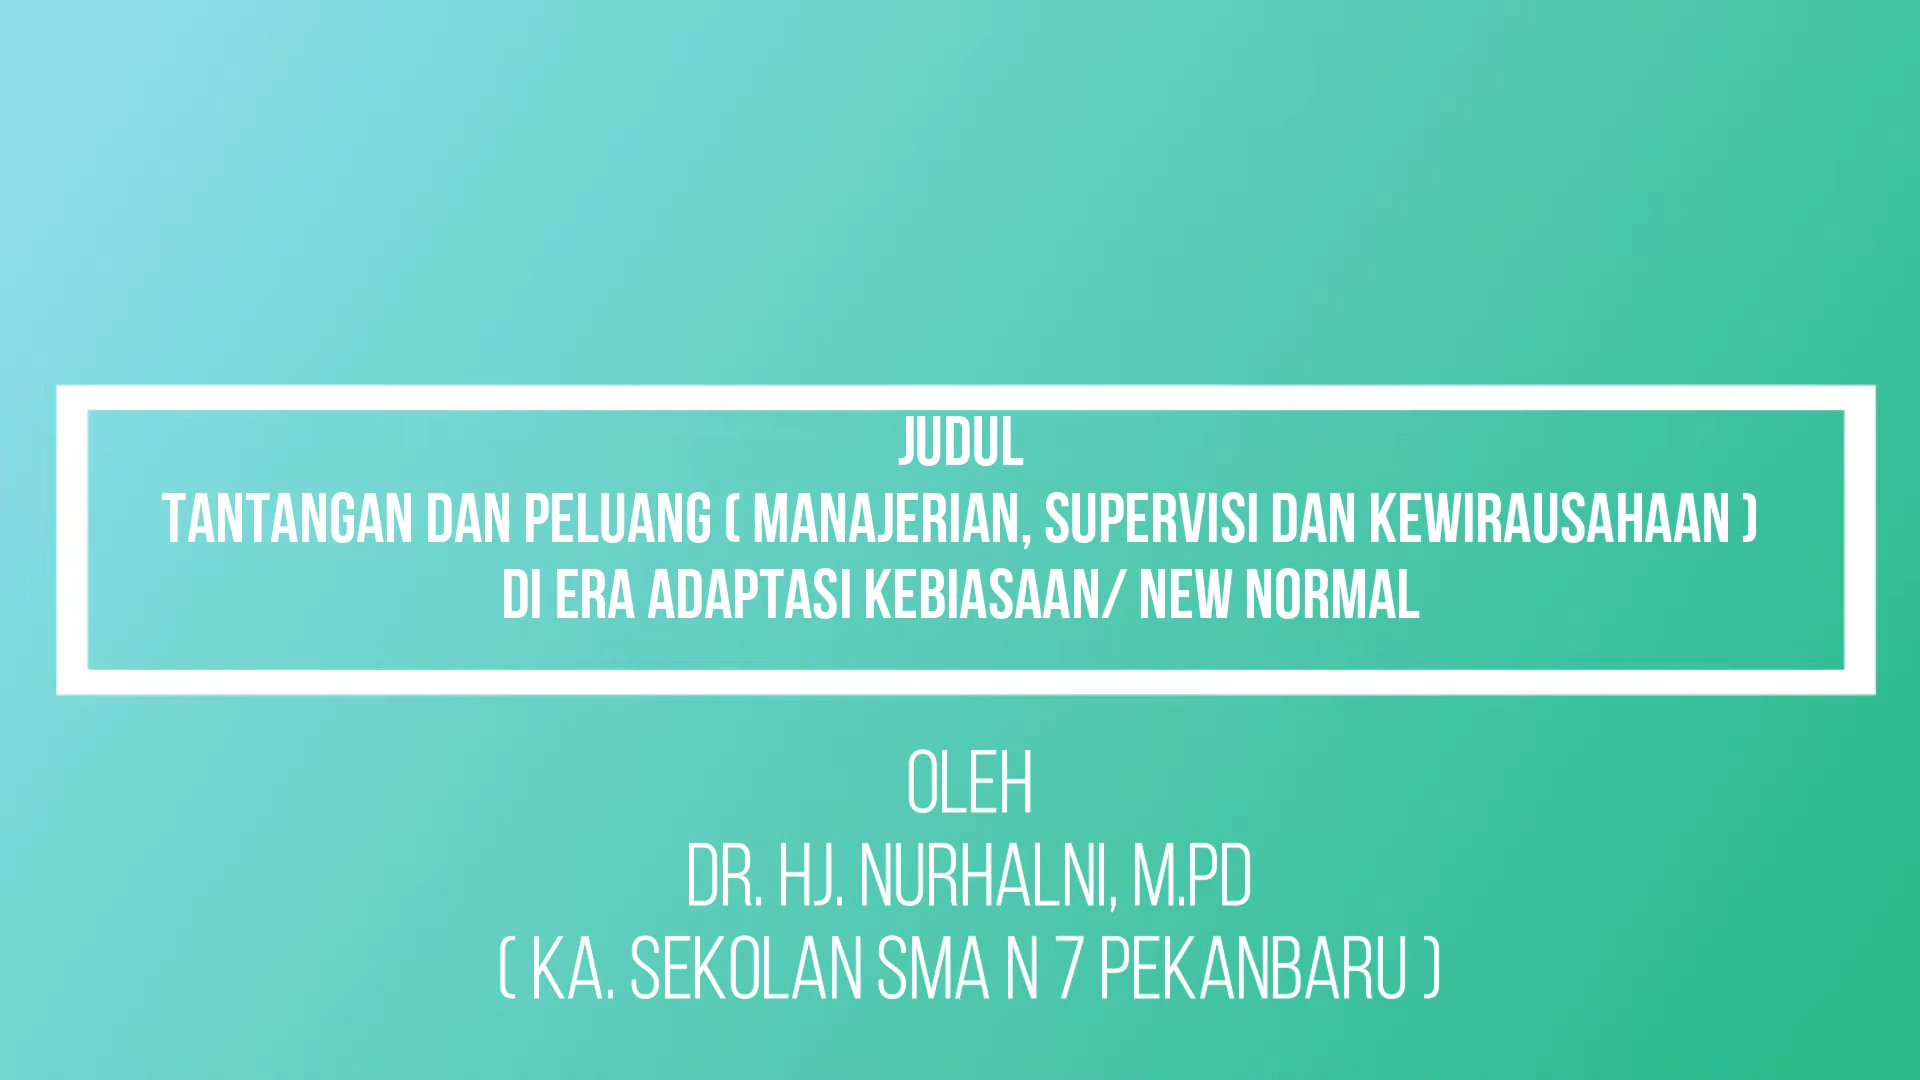 JUDUL
TANTANGAN DAN PELUANG ( MANAJERIAN, SUPERVISI DAN KEWIRAUSAHAAN )
DI ERA ADAPTASI KEBIASAAN/ NEW NORMAL
OLEH
DR. HJ. NURHALNI, M.PD
( KA. SEKOLAN SMA N 7 PEKANBARU )